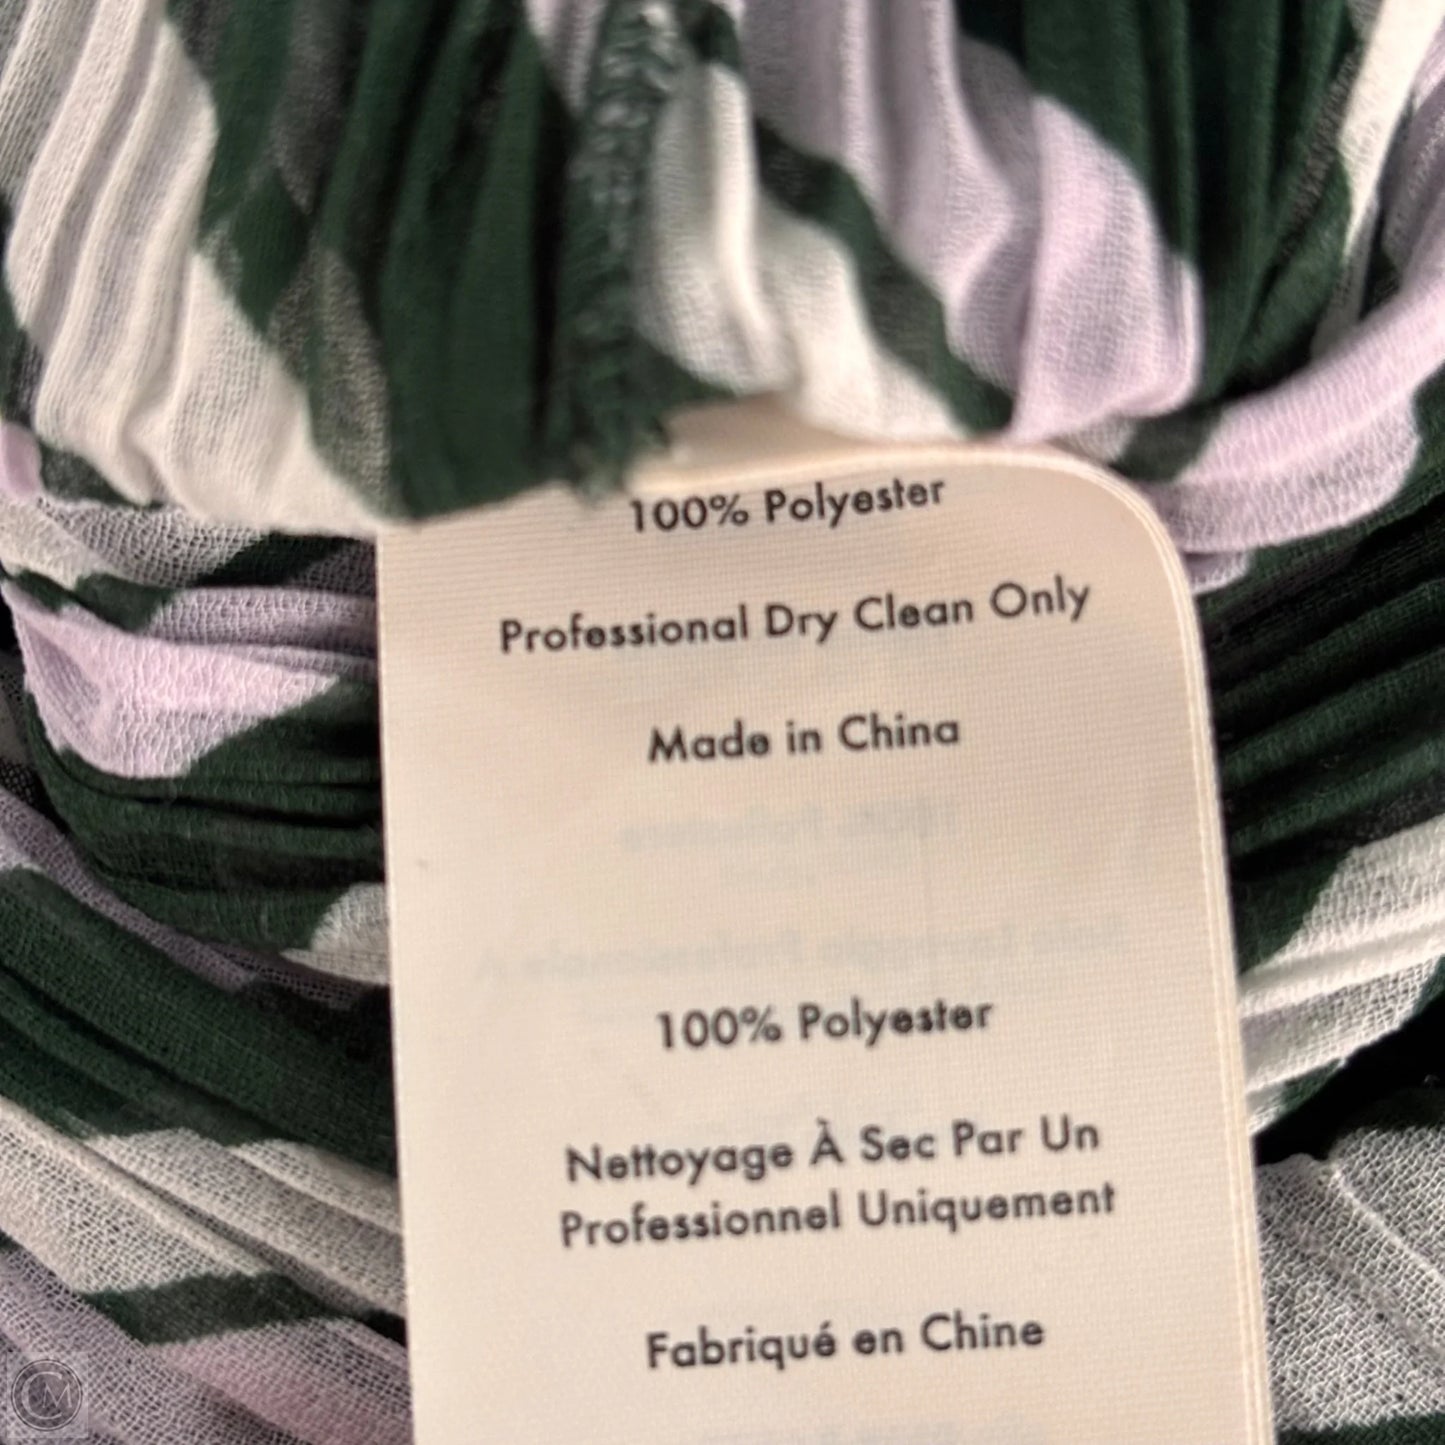 100% Polyester
Professional Dry Clean Only
Made in China
100% Polyester
Nettoyage À Sec Par Un
Professionnel Uniquement
Fabriqué en Chine